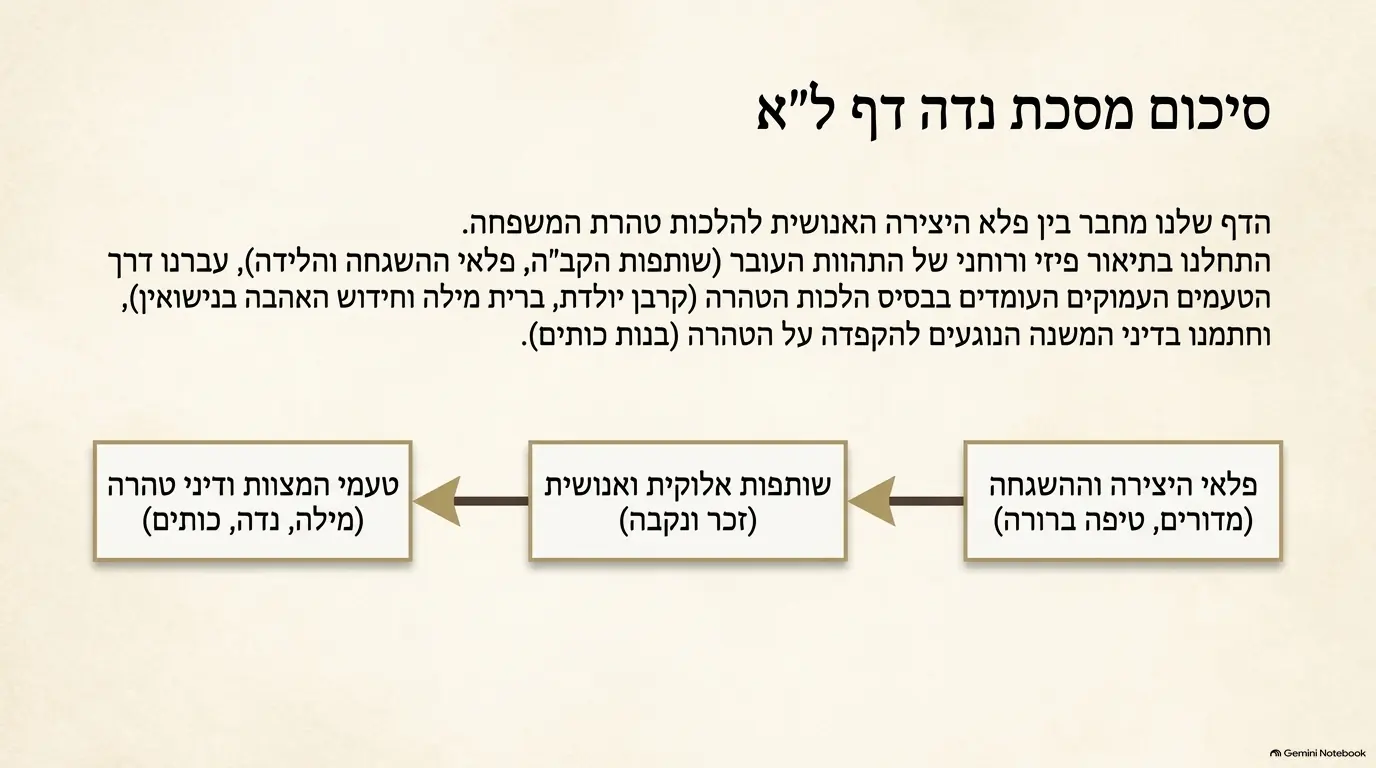 סיכום מסכת נדה דף ל"א
הדף שלנו מחבר בין פלא היצירה האנושית להלכות טהרת המשפחה.
התחלנו בתיאור פיזי ורוחני של התהוות העובר (שותפות הקב"ה, פלאי ההשגחה והלידה), עברנו דרך
הטעמים העמוקים העומדים בבסיס הלכות הטהרה (קרבן יולדת, ברית מילה וחידוש האהבה בנישואין),
וחתמנו בדיני המשנה הנוגעים להקפדה על הטהרה (בנות כותים).
פלאי היצירה וההשגחה
(מדורים, טיפה ברורה)
שותפות אלוקית ואנושית
(זכר ונקבה)
טעמי המצוות ודיני טהרה
(מילה, נדה, כותים)
Gemini Notebook